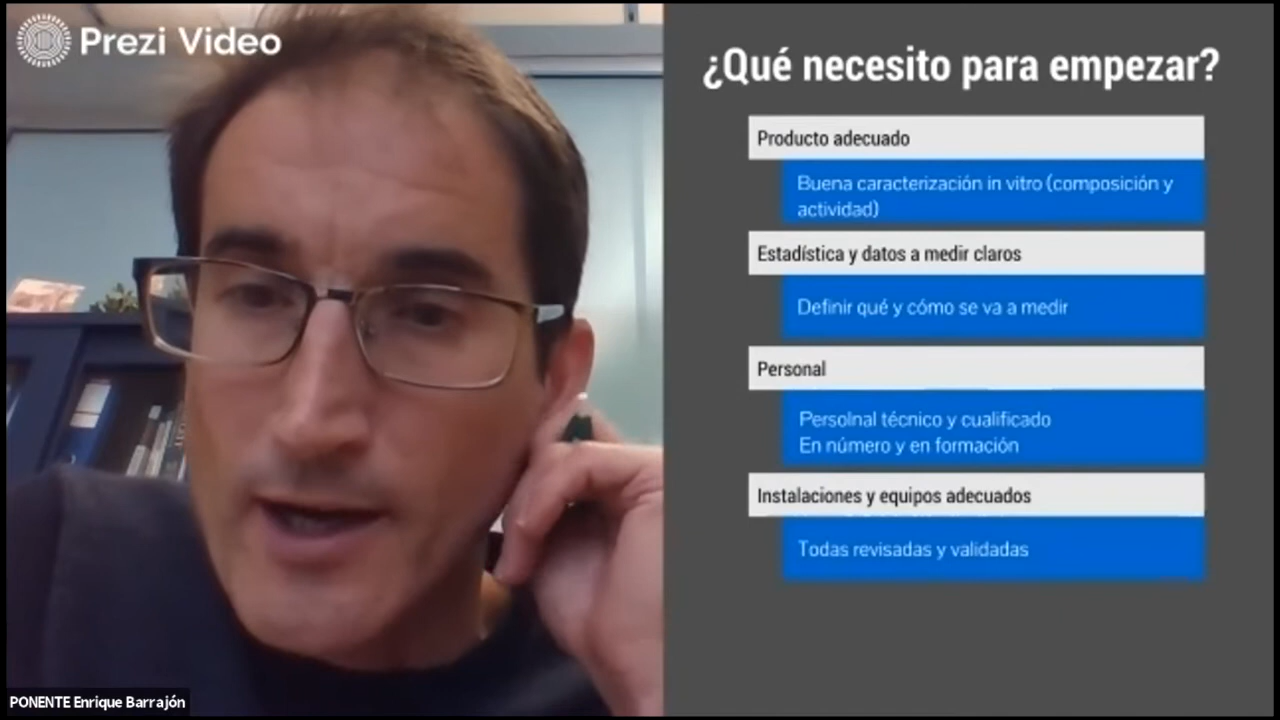 Prezi Video
¿Qué necesito para empezar?
Producto adecuado
Buena caracterización in vitro (composición y
actividad)
Estadística y datos a medir claros
Definir qué y cómo se va a medir
Personal
Persolnal técnico y cualificado
En número y en formación
Instalaciones y equipos adecuados
Todas revisadas y validadas
PONENTE Enrique Barrajón